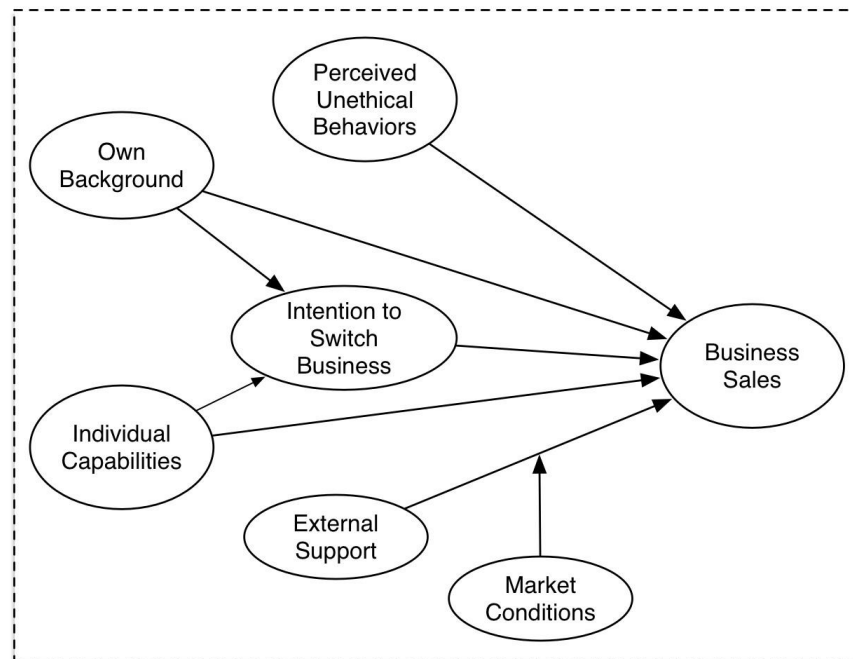 Perceived
Unethical
Behaviors
Own
Background
Intention to
Switch
Business
Business
Sales
Individual
Capabilities
External
Support
Market
Conditions